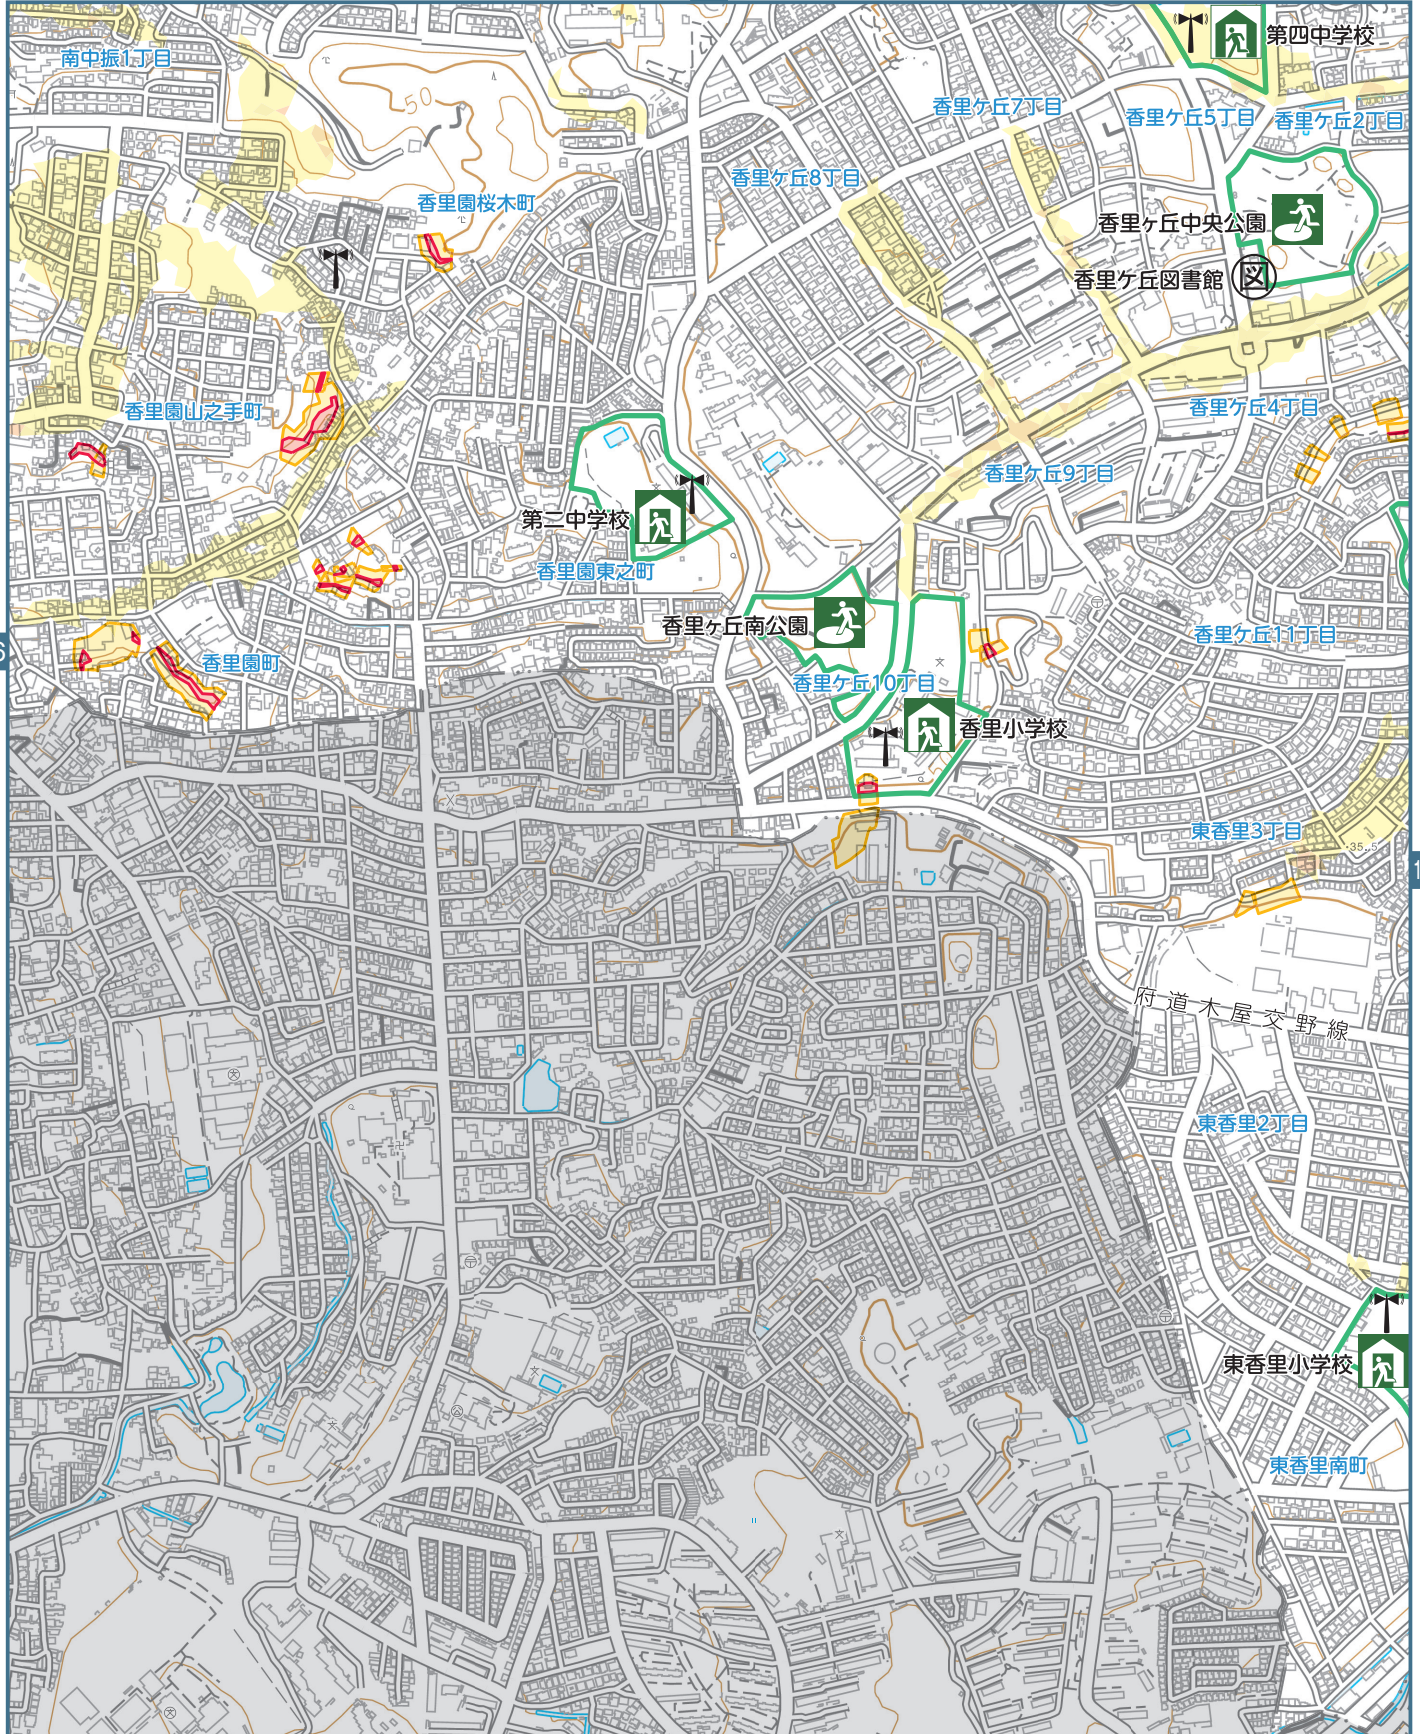 第四中学校
南中振1丁目
50
香里ケ丘7丁目
香里ケ丘5丁目
香里ケ丘2丁目
香里ケ丘8丁目
香里園桜木町
香里ヶ丘中央公園
香里ケ丘図書館
図
香里園山之手町
香里ケ丘4丁目
香里ケ丘9丁目
第二中学校
香里園東之町
香里ヶ丘南公園
香里ケ丘11丁目
香里園町
香里ケ丘10丁目
香里小学校
東香里3丁目
35.5
府道木屋交野線
東香里2丁目
東香里小学校
東香里南町